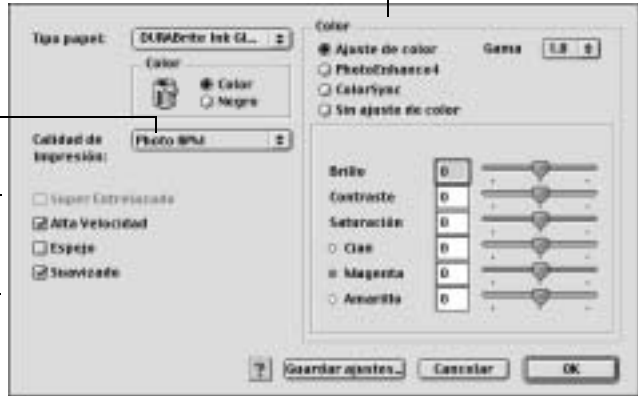 Tipo papel: DURABrite Ink Gl...
Color
Color
Negro
Calidad de Impresión: Photo RPM
Súper Entrelazado
Alta Velocidad
Espejo
Suavizado
Color
Ajuste de color Gama 1.8
PhotoEnhance4
ColorSync
Sin ajuste de color
Brillo 0
Contraste 0
Saturación 0
Cian 0
Magenta 0
Amarillo 0
? Guardar ajustes... Cancelar OK